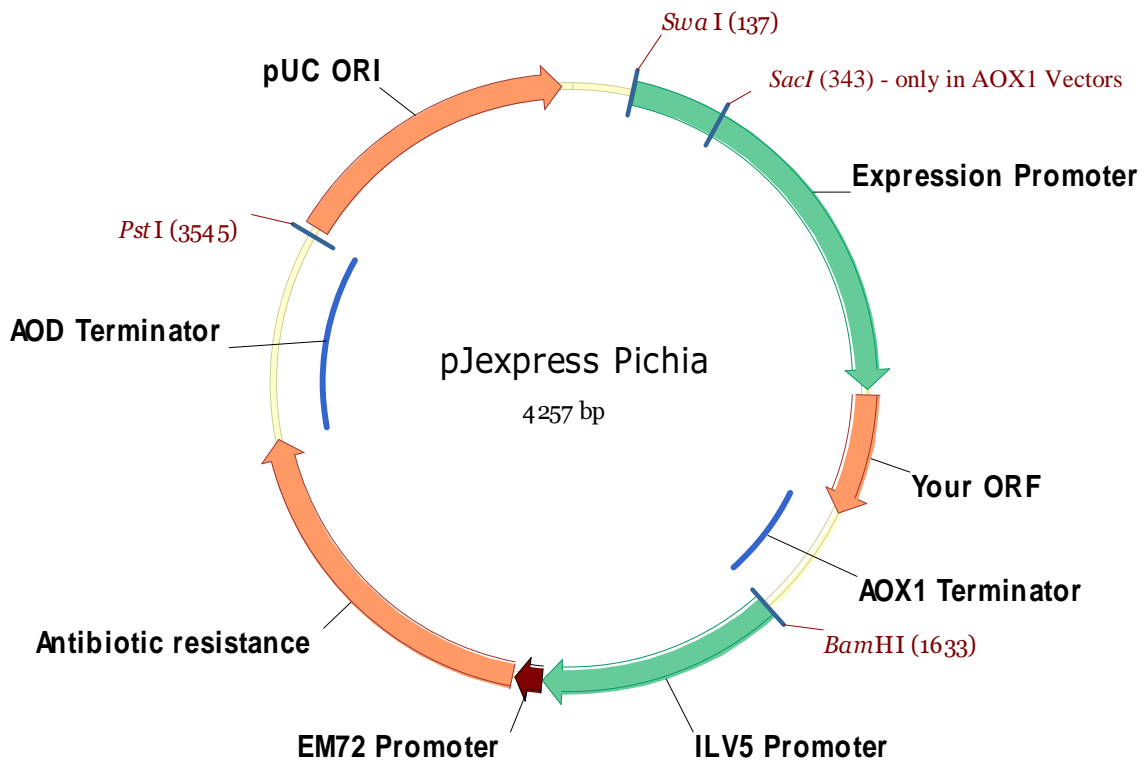 SwaI (137)
pUC ORI
SacI (343) - only in AOX1 Vectors
Expression Promoter
PstI (3545)
AOD Terminator
pJexpress Pichia
4257 bp
Your ORF
AOX1 Terminator
Antibiotic resistance
BamHI (1633)
EM72 Promoter
ILV5 Promoter